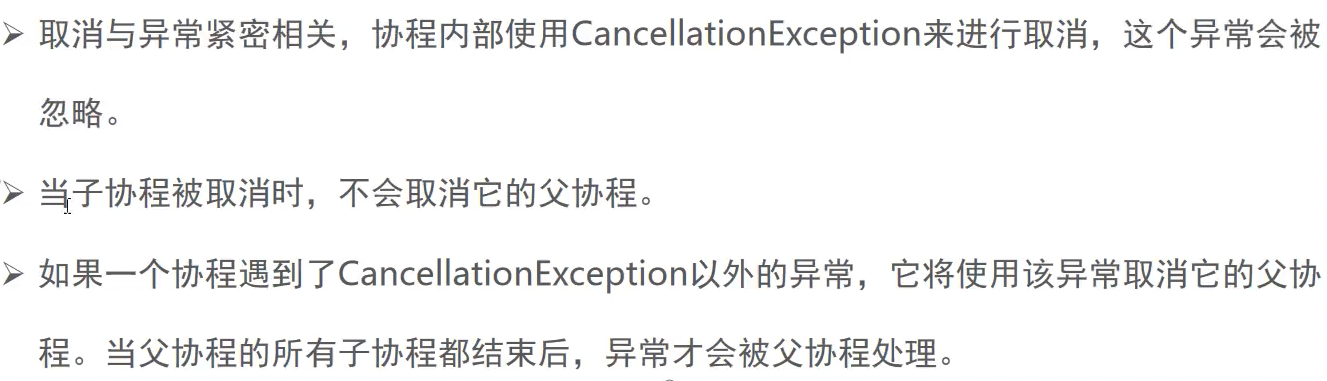 ➢ 取消与异常紧密相关，协程内部使用CancellationException来进行取消，这个异常会被
忽略。
➢ 当子协程被取消时，不会取消它的父协程。
➢ 如果一个协程遇到了CancellationException以外的异常，它将使用该异常取消它的父协
程。当父协程的所有子协程都结束后，异常才会被父协程处理。